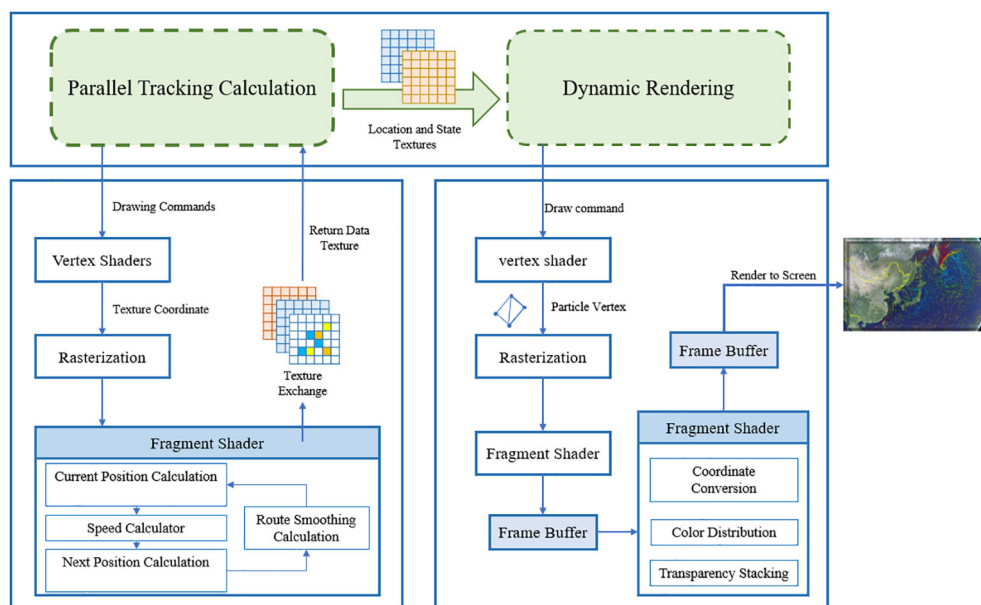 Parallel Tracking Calculation
Location and State
Textures
Dynamic Rendering
Drawing Commands
Vertex Shaders
Texture Coordinate
Rasterization
Return Data
Texture
Texture
Exchange
Fragment Shader
Current Position Calculation
Speed Calculator
Next Position Calculation
Route Smoothing
Calculation
Draw command
vertex shader
Particle Vertex
Rasterization
Fragment Shader
Frame Buffer
Render to Screen
Frame Buffer
Fragment Shader
Coordinate
Conversion
Color Distribution
Transparency Stacking